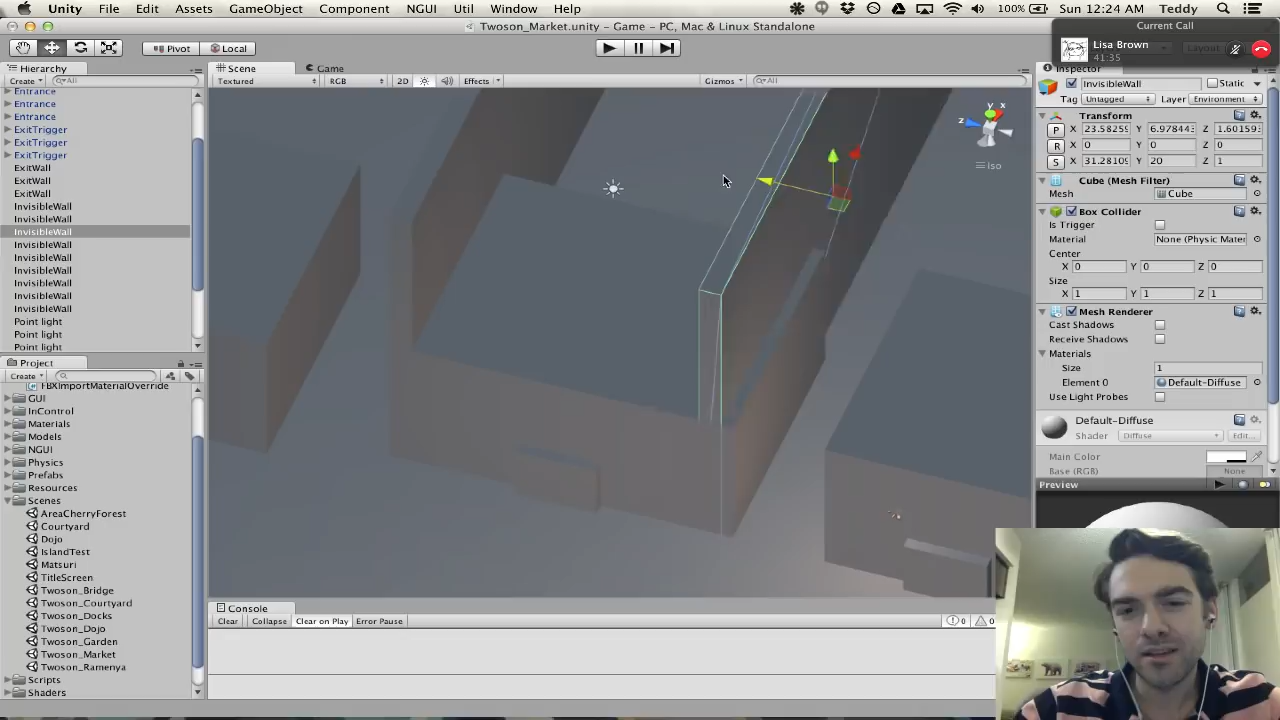 Unity File Edit Assets GameObject Component NGUI Window Help 100% Sun 12:24 AM Teddy
Twoson_Market.unity - Game - PC, Mac & Linux Standalone
Current Call
Lisa Brown
41:35
Pivot Local
Hierarchy
Create All
Entrance
Entrance
Entrance
ExitTrigger
ExitTrigger
ExitTrigger
ExitWall
ExitWall
ExitWall
InvisibleWall
InvisibleWall
InvisibleWall
InvisibleWall
InvisibleWall
InvisibleWall
InvisibleWall
InvisibleWall
InvisibleWall
Point light
Point light
Point light
Project
Create
FBXImportMaterialOverride
GUI
InControl
Materials
Models
NGUI
Physics
Prefabs
Resources
Scenes
AreaCherryForest
Courtyard
Dojo
IslandTest
Matsuri
TitleScreen
Twoson_Bridge
Twoson_Courtyard
Twoson_Docks
Twoson_Dojo
Twoson_Garden
Twoson_Market
Twoson_Ramenya
Scripts
Shaders
Scene Game
Textured RGB 2D Effects Gizmos All
y x
z
iso
Console
Clear Collapse Clear on Play Error Pause 0 0
Inspector
InvisibleWall Static
Tag Untagged Layer Environment
Transform
P X 23.58259 Y 6.978443 Z 1.601593
R X 0 Y 0 Z 0
S X 31.28109 Y 20 Z 1
Cube (Mesh Filter)
Mesh Cube
Box Collider
Is Trigger
Material None (Physic Mater
Center
X 0 Y 0 Z 0
Size
X 1 Y 1 Z 1
Mesh Renderer
Cast Shadows
Receive Shadows
Materials
Size 1
Element 0 Default-Diffuse
Use Light Probes
Default-Diffuse
Shader Diffuse Edit...
Main Color
Base (RGB) None
Preview